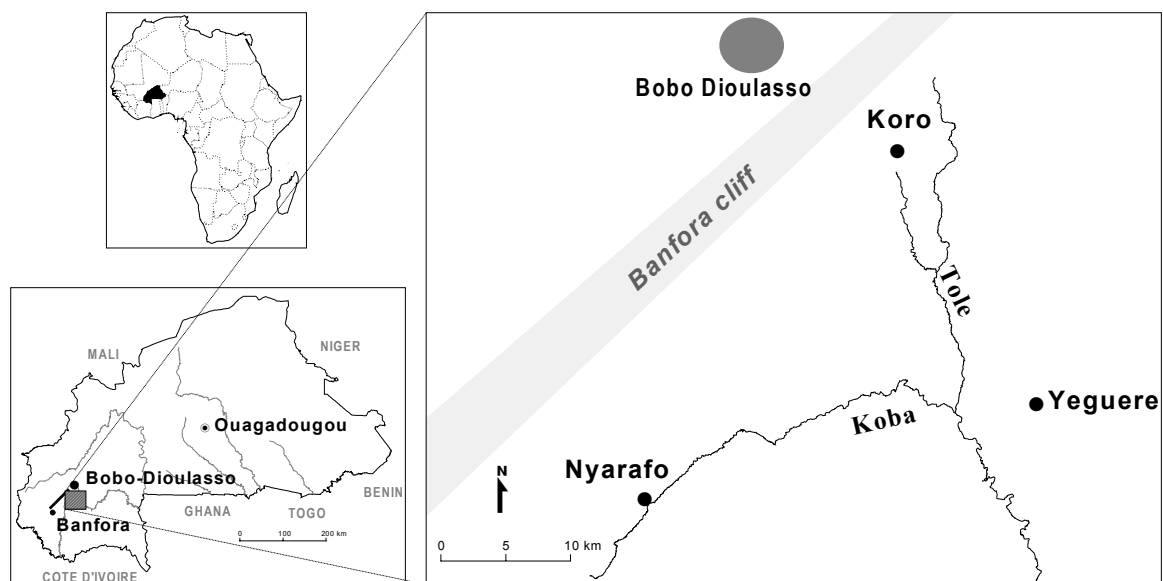 MALI
NIGER
Ouagadougou
Bobo-Dioulasso
BENIN
GHANA
TOGO
Banfora
0 100 200 km
COTE D'IVOIRE
Bobo Dioulasso
Koro
Banfora cliff
Tole
Yeguere
Koba
N
Nyarafo
0 5 10 km